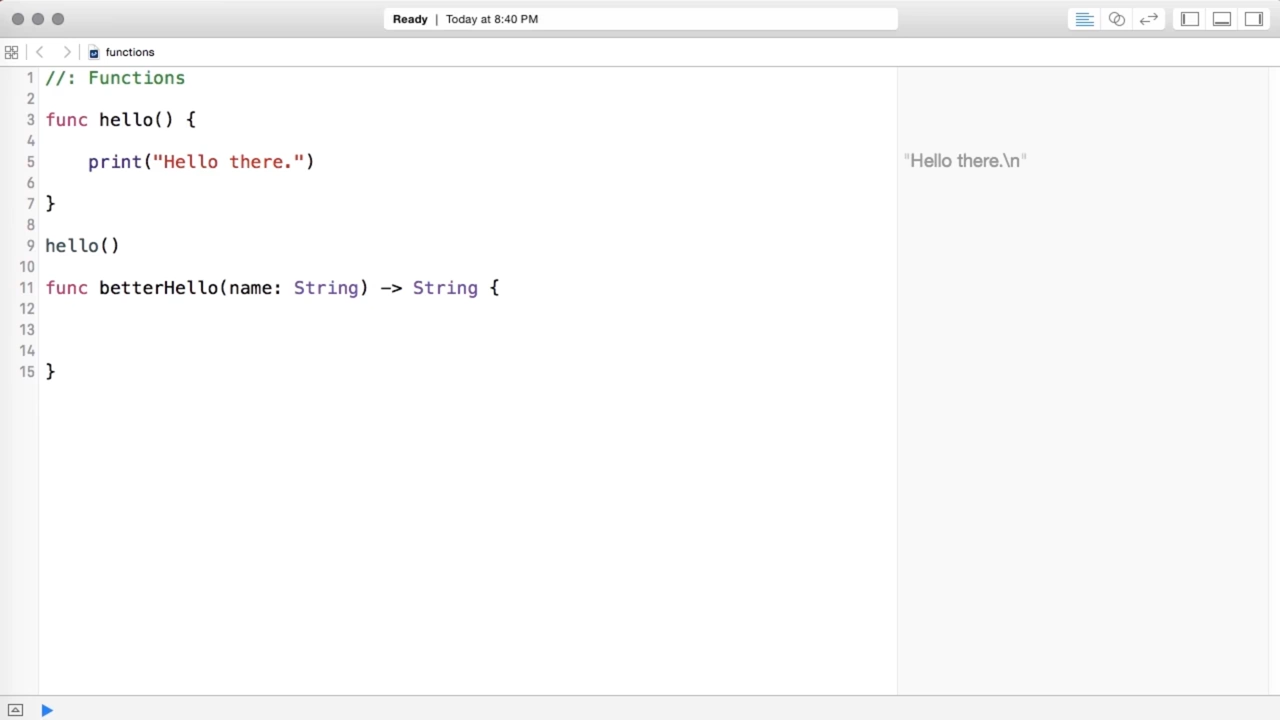 Ready | Today at 8:40 PM
functions
1 //: Functions
2
3 func hello() {
4
5 print("Hello there.") "Hello there.\n"
6
7 }
8
9 hello()
10
11 func betterHello(name: String) -> String {
12
13
14
15 }